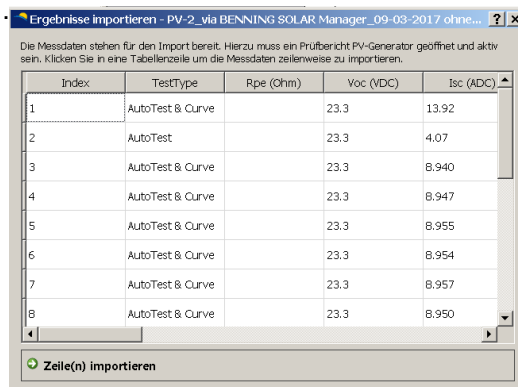 Ergebnisse importieren - PV-2_via BENNING SOLAR Manager_09-03-2017 ohne...
Die Messdaten stehen für den Import bereit. Hierzu muss ein Prüfbericht PV-Generator geöffnet und aktiv
sein. Klicken Sie in eine Tabellenzeile um die Messdaten zeilenweise zu importieren.
Index TestType Rpe (Ohm) Voc (VDC) Isc (ADC)
1 AutoTest & Curve 23.3 13.92
2 AutoTest 23.3 4.07
3 AutoTest & Curve 23.3 8.940
4 AutoTest & Curve 23.3 8.947
5 AutoTest & Curve 23.3 8.955
6 AutoTest & Curve 23.3 8.954
7 AutoTest & Curve 23.3 8.957
8 AutoTest & Curve 23.3 8.950
Zeile(n) importieren